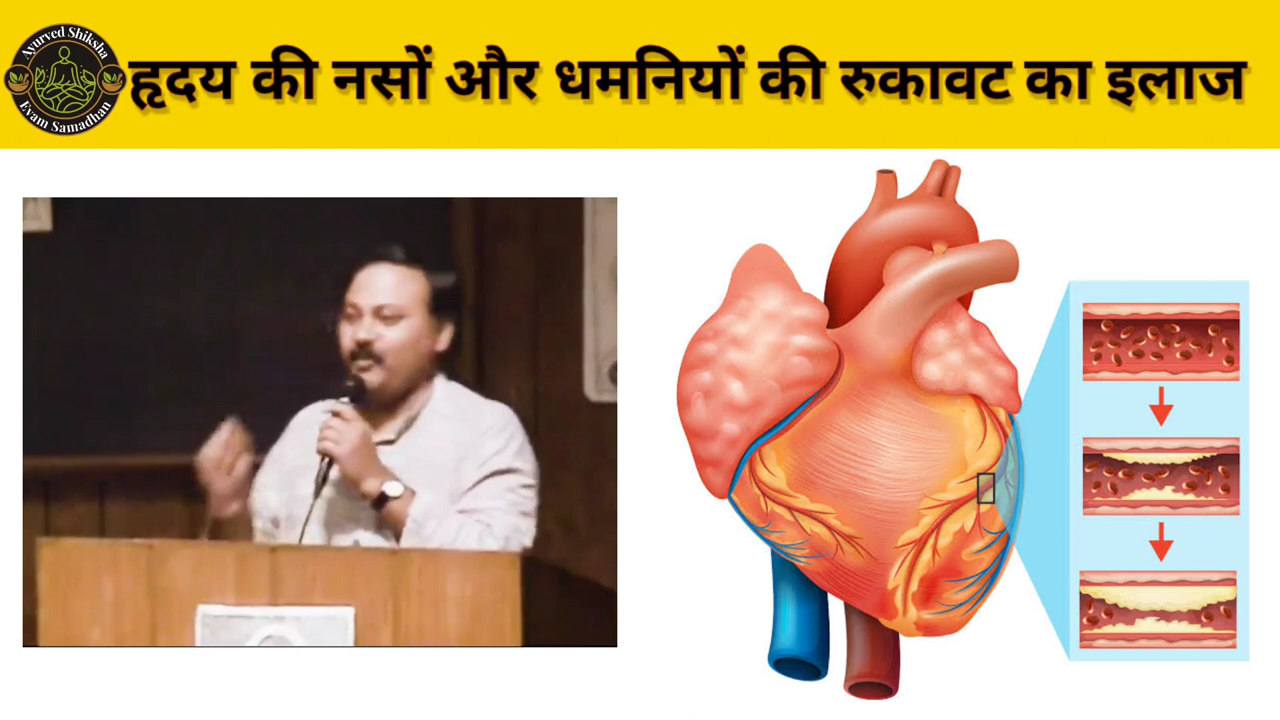 Ayurved Shiksha
Evam Samadhan
हृदय की नसों और धमनियों की रुकावट का इलाज